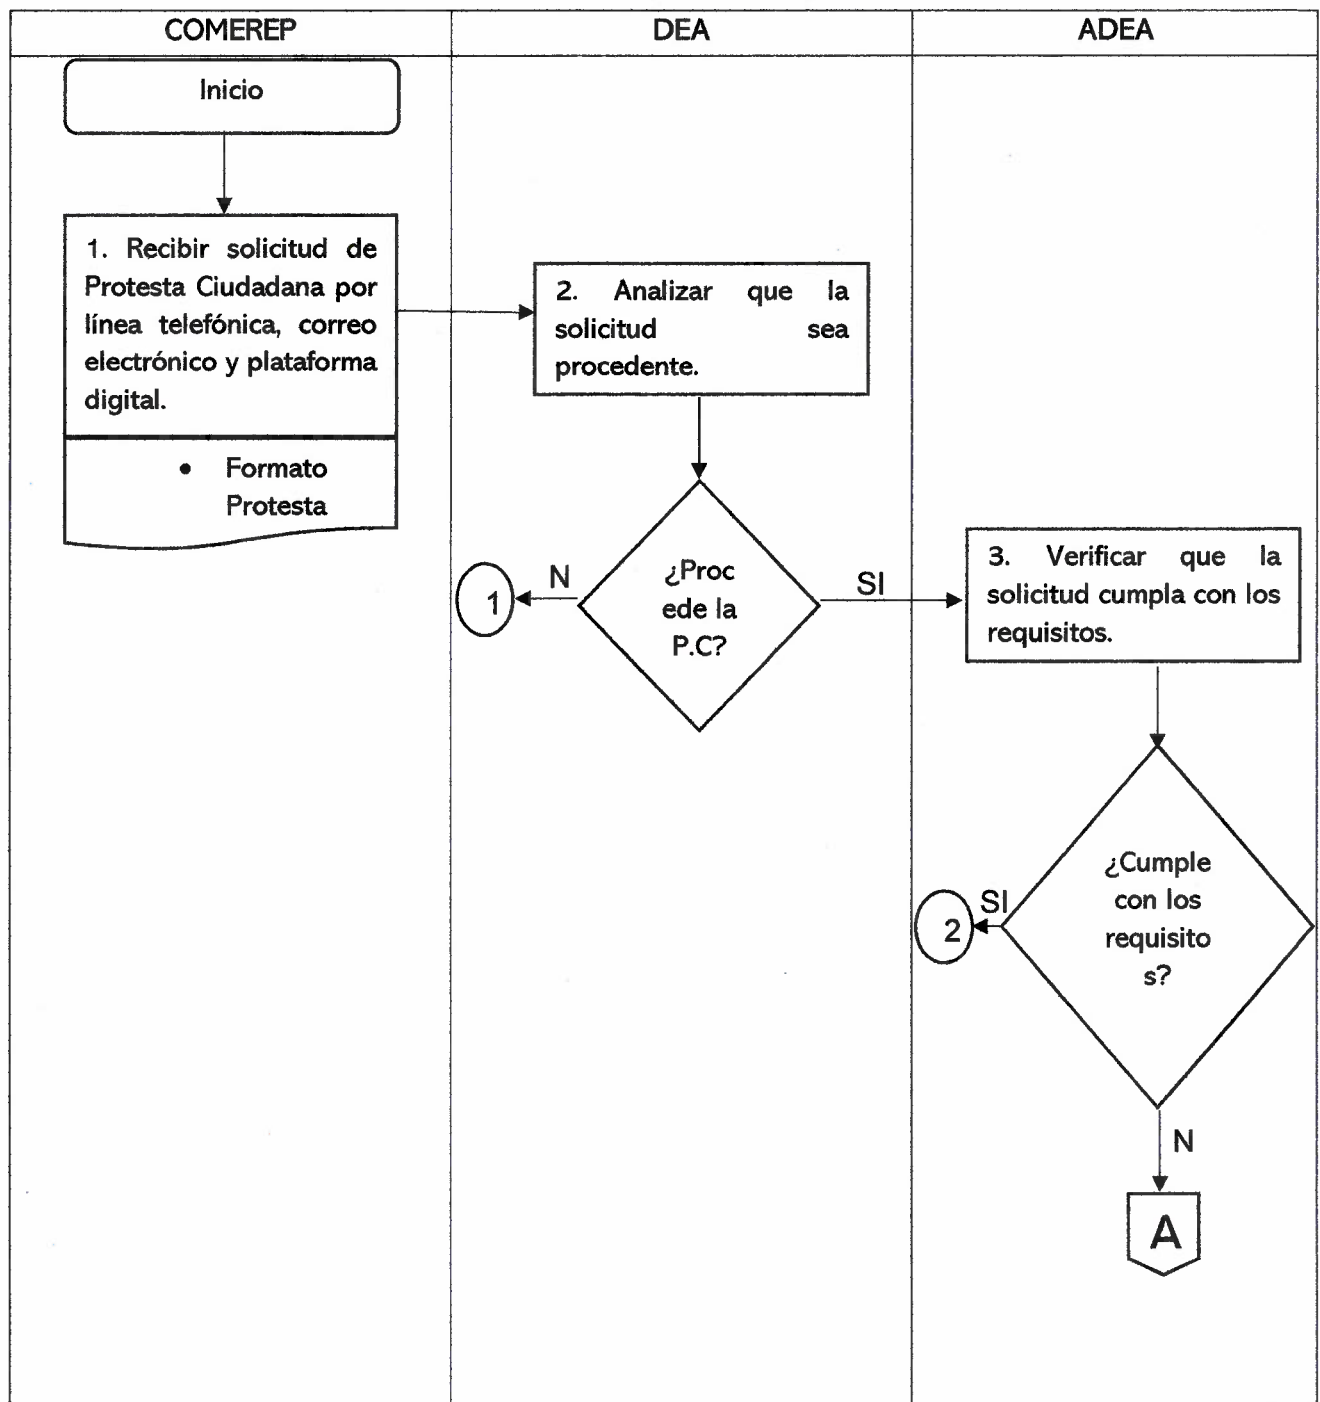 COMEREP
DEA
ADEA
Inicio
1. Recibir solicitud de
Protesta Ciudadana por
línea telefónica, correo
electrónico y plataforma
digital.
• Formato
Protesta
2. Analizar que la
solicitud sea
procedente.
¿Proc
ede la
P.C?
N
1
SI
3. Verificar que la
solicitud cumpla con los
requisitos.
¿Cumple
con los
requisito
s?
SI
2
N
A